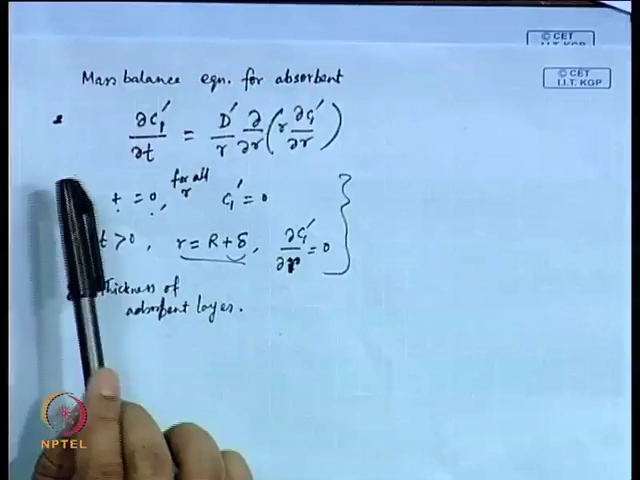 © CET
I.I.T. KGP
© CET
I.I.T. KGP
Mass balance eqn. for absorbent
∂C₁′/∂t = D′/r ∂/∂r (r ∂C₁′/∂r)
t = 0, for all r C₁′ = 0
t > 0, r = R + δ, ∂C₁′/∂r = 0
Thickness of
adsorbent layer.
NPTEL